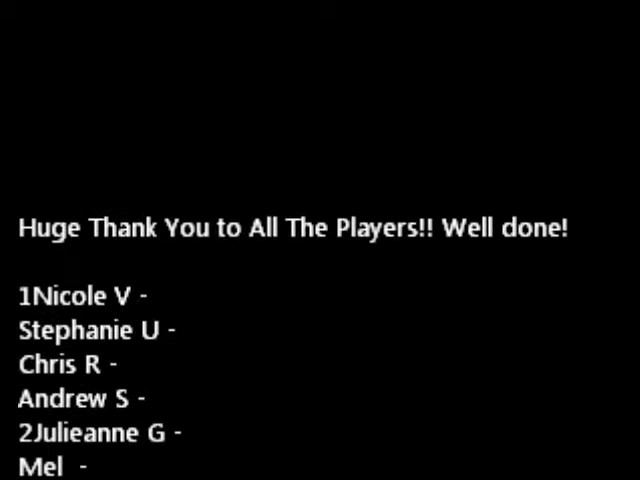 Huge Thank You to All The Players!! Well done!
1Nicole V -
Stephanie U -
Chris R -
Andrew S -
2Julieanne G -
Mel -